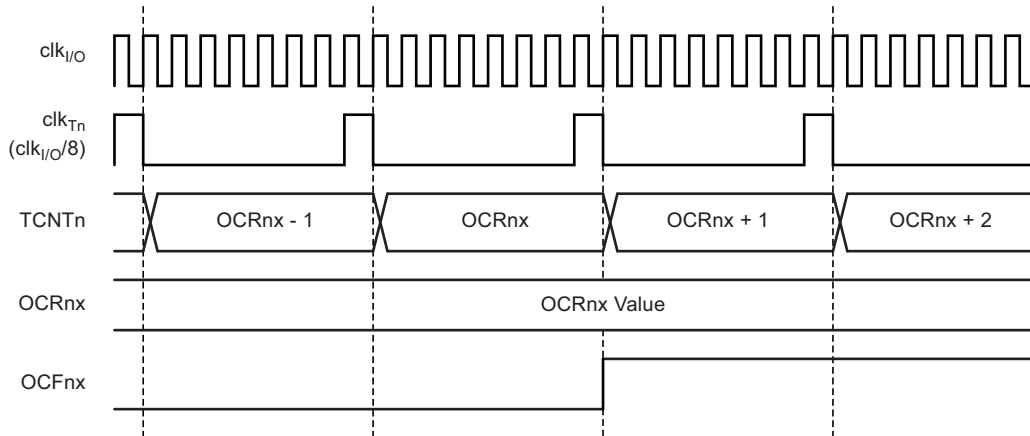 clkI/O
clkTn
(clkI/O/8)
TCNTn OCRnx - 1 OCRnx OCRnx + 1 OCRnx + 2
OCRnx OCRnx Value
OCFnx